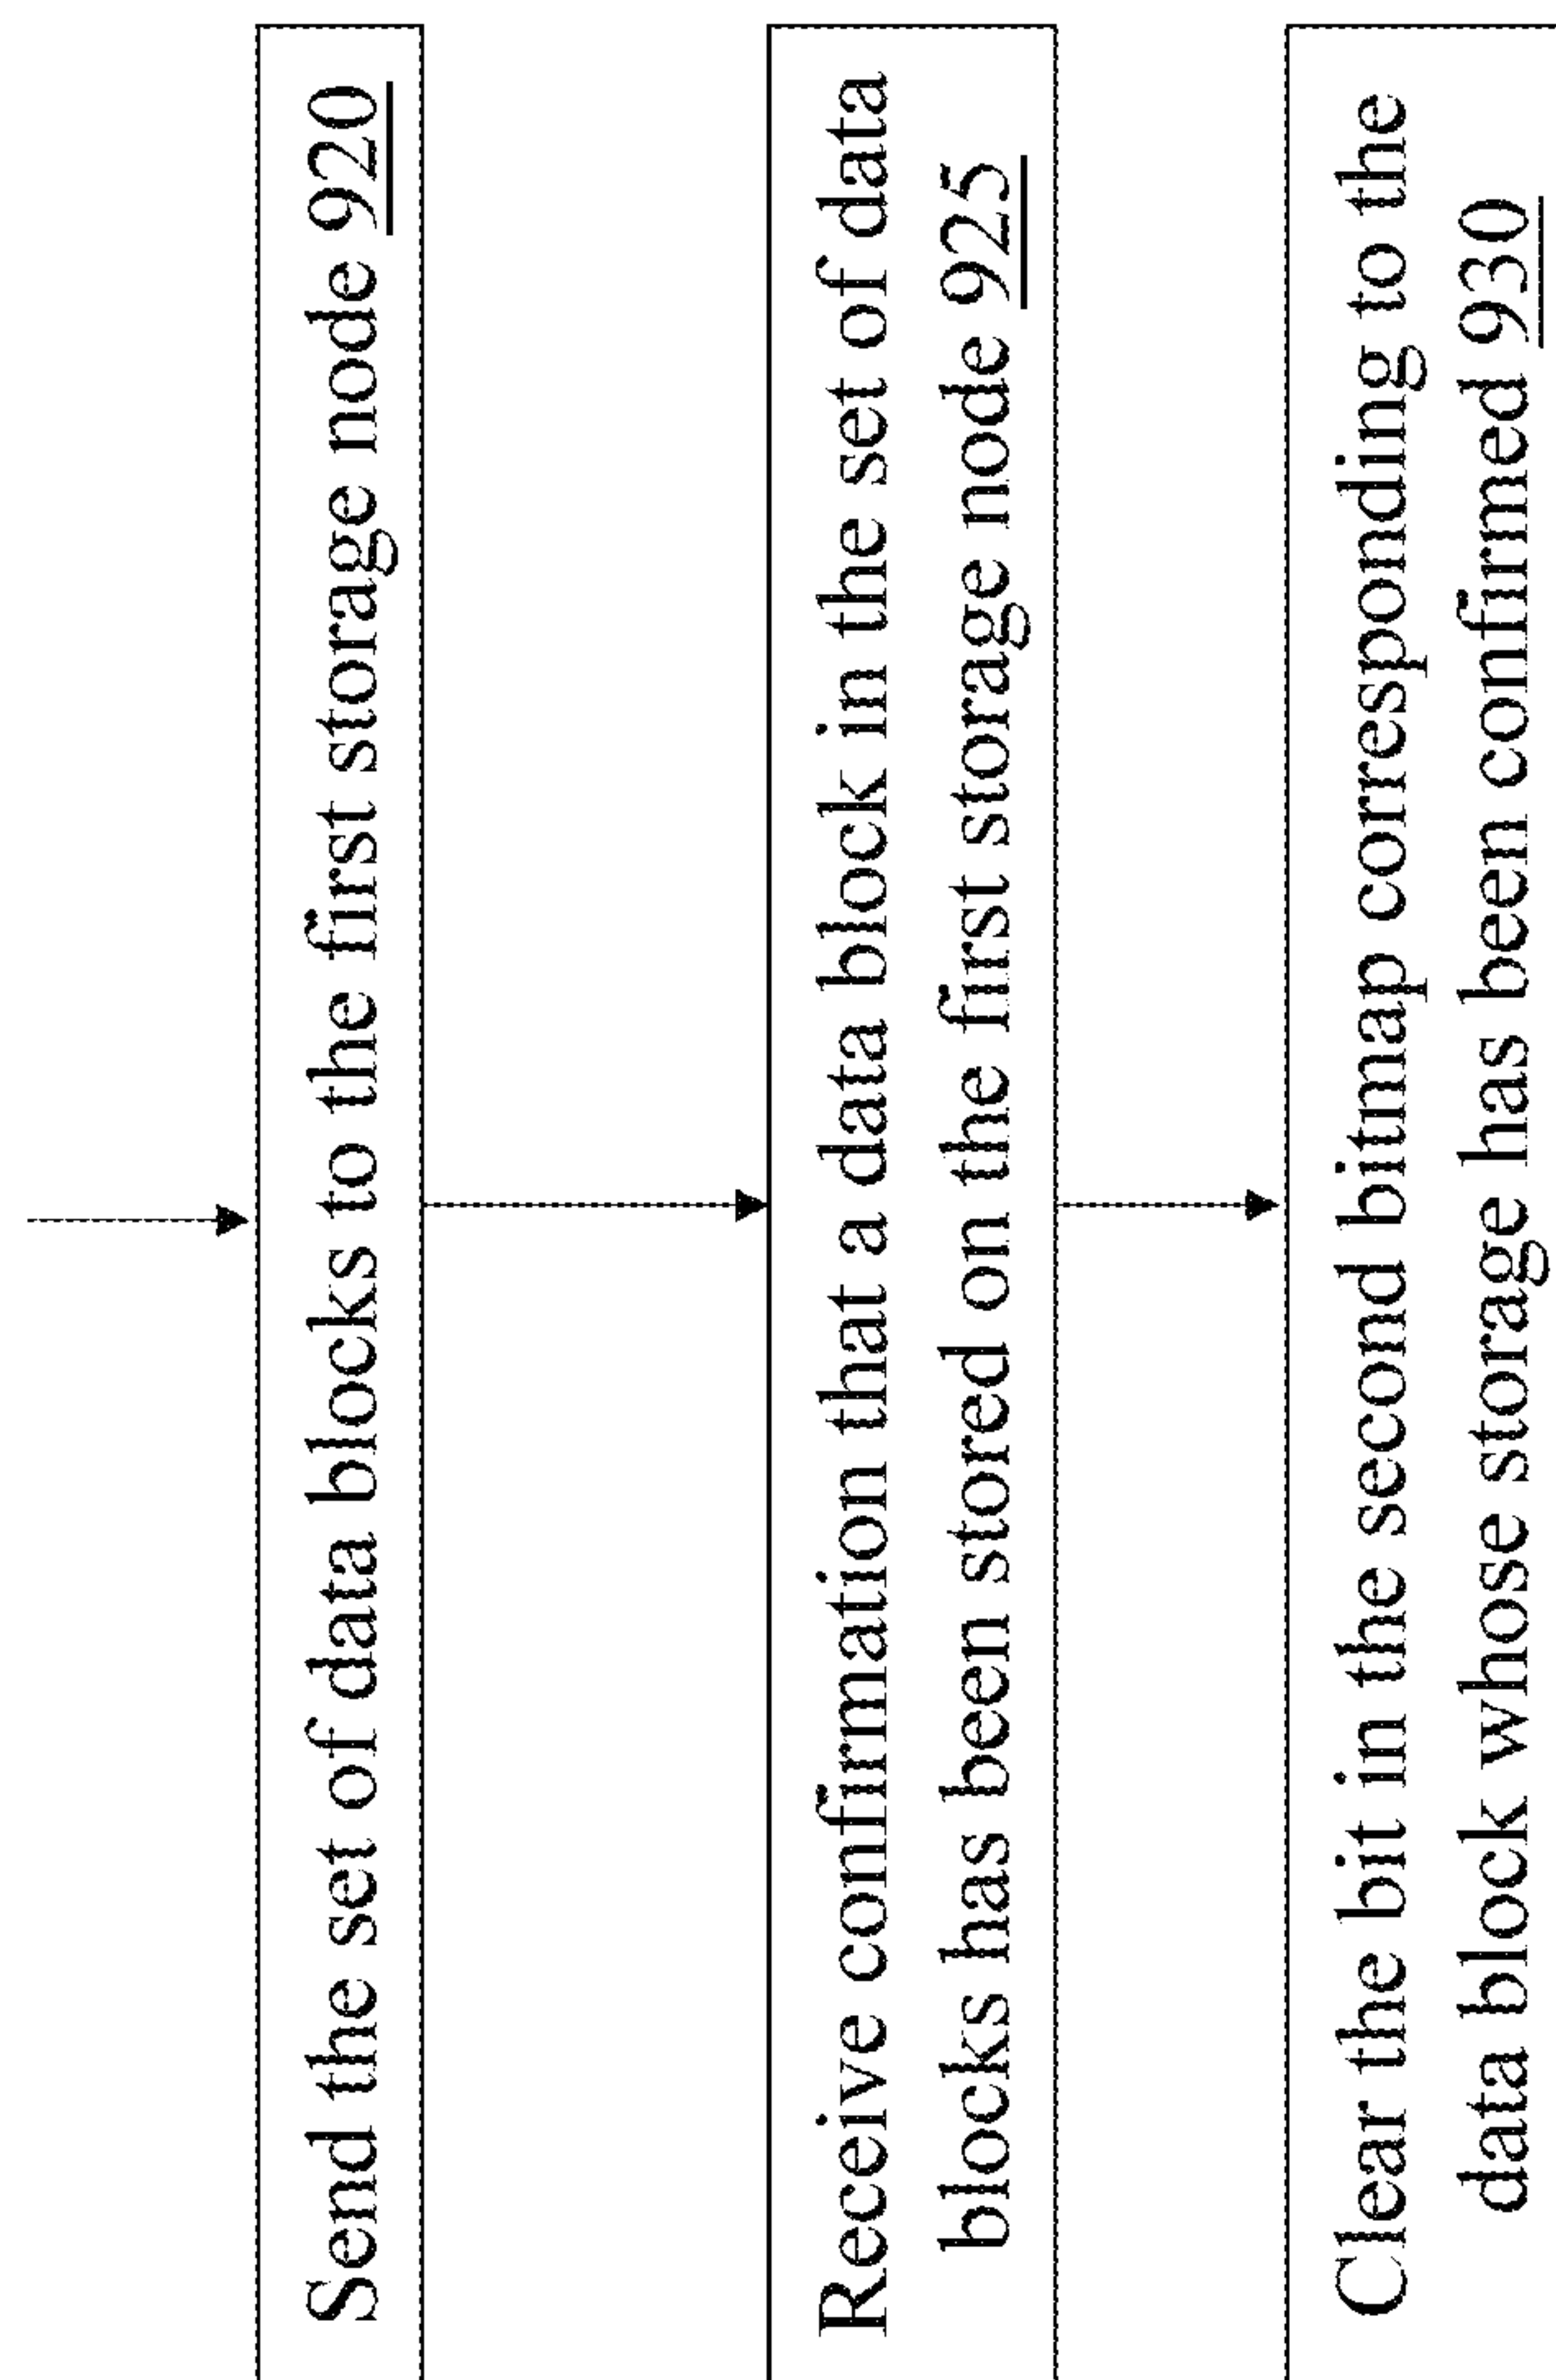 Send the set of data blocks to the first storage node 920
Receive confirmation that a data block in the set of data
blocks has been stored on the first storage node 925
Clear the bit in the second bitmap corresponding to the
data block whose storage has been confirmed 930